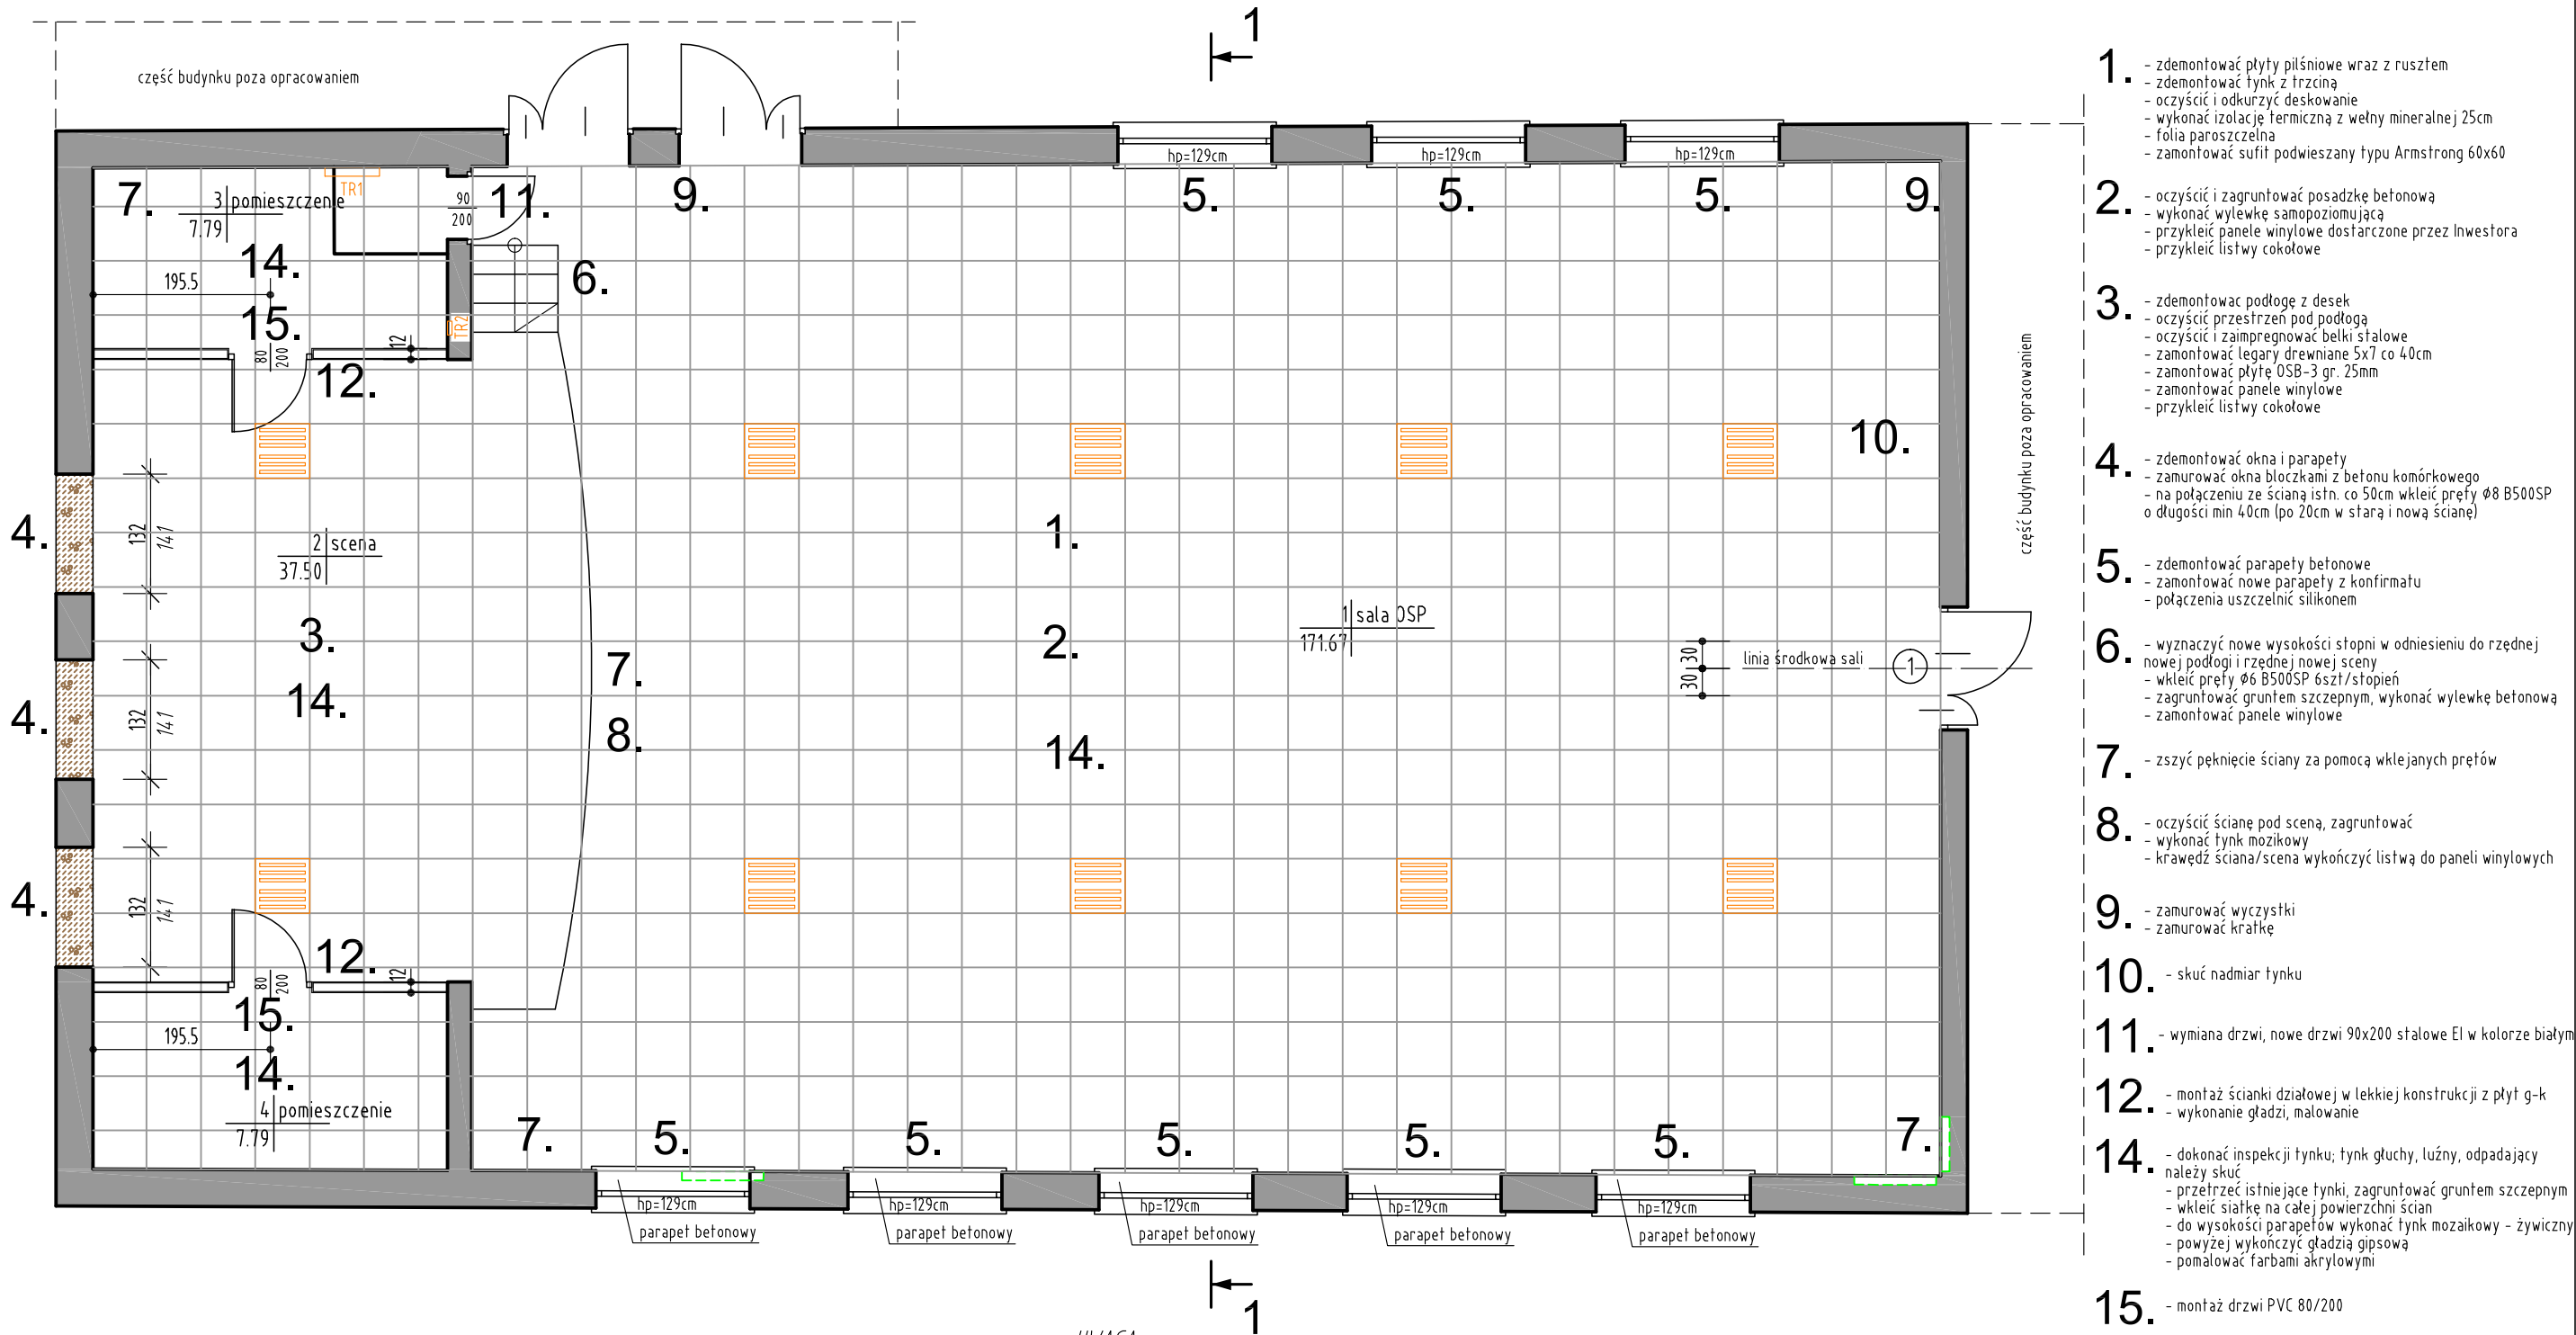 1
część budynku poza opracowaniem
hp=129cm
hp=129cm
hp=129cm
7.
3 pomieszczenie
7.79
TR1
90
200
11.
9.
5.
5.
5.
9.
14.
6.
195.5
15.
TR2
12
80
200
12.
10.
część budynku poza opracowaniem
4.
132
141
2 scena
37.50
1.
3.
1 sala OSP
171.67
7.
2.
30 30
linia środkowa sali
1
14.
4.
132
141
8.
14.
4.
132
141
12.
12
80
200
15.
195.5
14.
4 pomieszczenie
7.79
7.
5.
5.
5.
5.
5.
7.
hp=129cm
hp=129cm
hp=129cm
hp=129cm
hp=129cm
parapet betonowy
parapet betonowy
parapet betonowy
parapet betonowy
parapet betonowy
1
1.
- zdemontować płyty pilśniowe wraz z rusztem
- zdemontować tynk z trzciną
- oczyścić i odkurzyć deskowanie
- wykonać izolację termiczną z wełny mineralnej 25cm
- folia paroszczelna
- zamontować sufit podwieszany typu Armstrong 60x60
2.
- oczyścić i zagruntować posadzkę betonową
- wykonać wylewkę samopoziomującą
- przykleić panele winylowe dostarczone przez Inwestora
- przykleić listwy cokołowe
3.
- zdemontowac podłogę z desek
- oczyścić przestrzeń pod podłogą
- oczyścić i zaimpregnować belki stalowe
- zamontować legary drewniane 5x7 co 40cm
- zamontować płytę OSB-3 gr. 25mm
- zamontować panele winylowe
- przykleić listwy cokołowe
4.
- zdemontować okna i parapety
- zamurować okna bloczkami z betonu komórkowego
- na połączeniu ze ścianą istn. co 50cm wkleić pręty Ø8 B500SP
o długości min 40cm (po 20cm w starą i nową ścianę)
5.
- zdemontować parapety betonowe
- zamontować nowe parapety z konfirmatu
- połączenia uszczelnić silikonem
6.
- wyznaczyć nowe wysokości stopni w odniesieniu do rzędnej
nowej podłogi i rzędnej nowej sceny
- wkleić pręty Ø6 B500SP 6szt/stopień
- zagruntować gruntem szczepnym, wykonać wylewkę betonową
- zamontować panele winylowe
7.
- zszyć pęknięcie ściany za pomocą wklejanych prętów
8.
- oczyścić ścianę pod sceną, zagruntować
- wykonać tynk mozikowy
- krawędź ściana/scena wykończyć listwą do paneli winylowych
9.
- zamurować wyczystki
- zamurować kratkę
10.
- skuć nadmiar tynku
11.
- wymiana drzwi, nowe drzwi 90x200 stalowe EI w kolorze białym
12.
- montaż ścianki działowej w lekkiej konstrukcji z płyt g-k
- wykonanie gładzi, malowanie
14.
- dokonać inspekcji tynku; tynk głuchy, luźny, odpadający
należy skuć
- przetrzeć istniejące tynki, zagruntować gruntem szczepnym
- wkleić siatkę na całej powierzchni ścian
- do wysokości parapetów wykonać tynk mozaikowy - żywiczny
- powyżej wykończyć gładzią gipsową
- pomalować farbami akrylowymi
15.
- montaż drzwi PVC 80/200